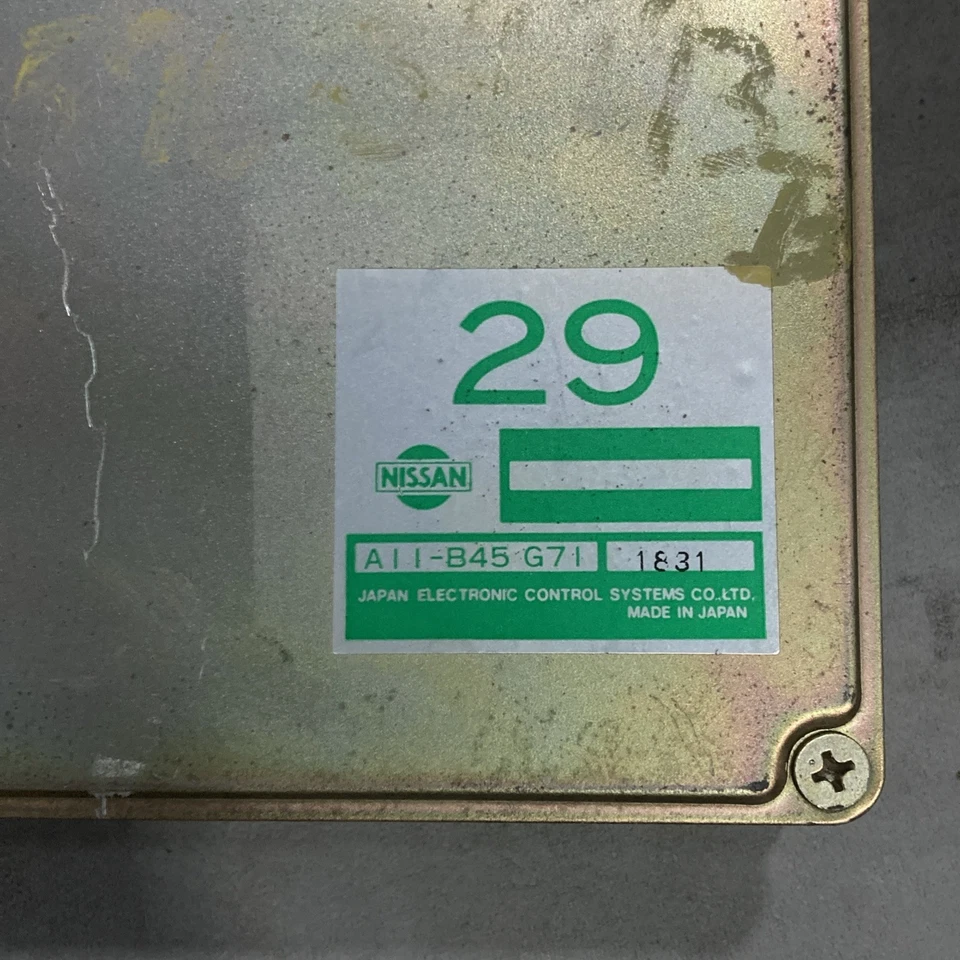 29
NISSAN
A11-B45 G71 1831
JAPAN ELECTRONIC CONTROL SYSTEMS CO.,LTD.
MADE IN JAPAN